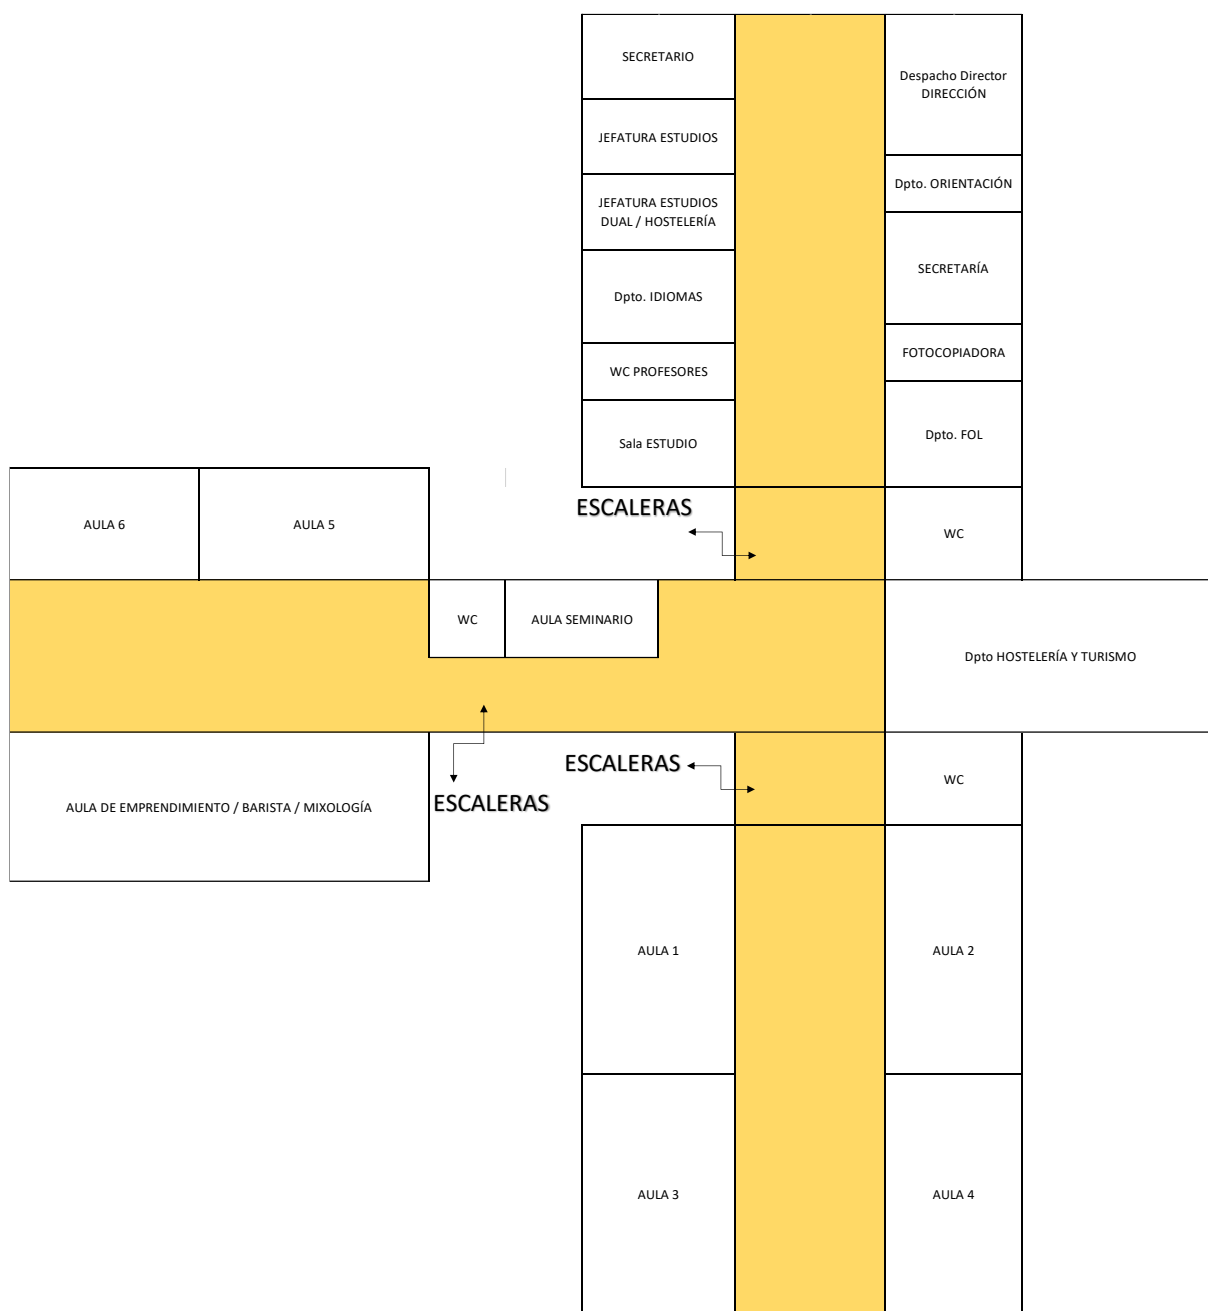 SECRETARIO
Despacho Director
DIRECCIÓN
JEFATURA ESTUDIOS
Dpto. ORIENTACIÓN
JEFATURA ESTUDIOS
DUAL / HOSTELERÍA
SECRETARÍA
Dpto. IDIOMAS
FOTOCOPIADORA
WC PROFESORES
Sala ESTUDIO
Dpto. FOL
ESCALERAS
AULA 6
AULA 5
WC
WC
AULA SEMINARIO
Dpto HOSTELERÍA Y TURISMO
ESCALERAS
WC
AULA DE EMPRENDIMIENTO / BARISTA / MIXOLOGÍA
ESCALERAS
AULA 1
AULA 2
AULA 3
AULA 4